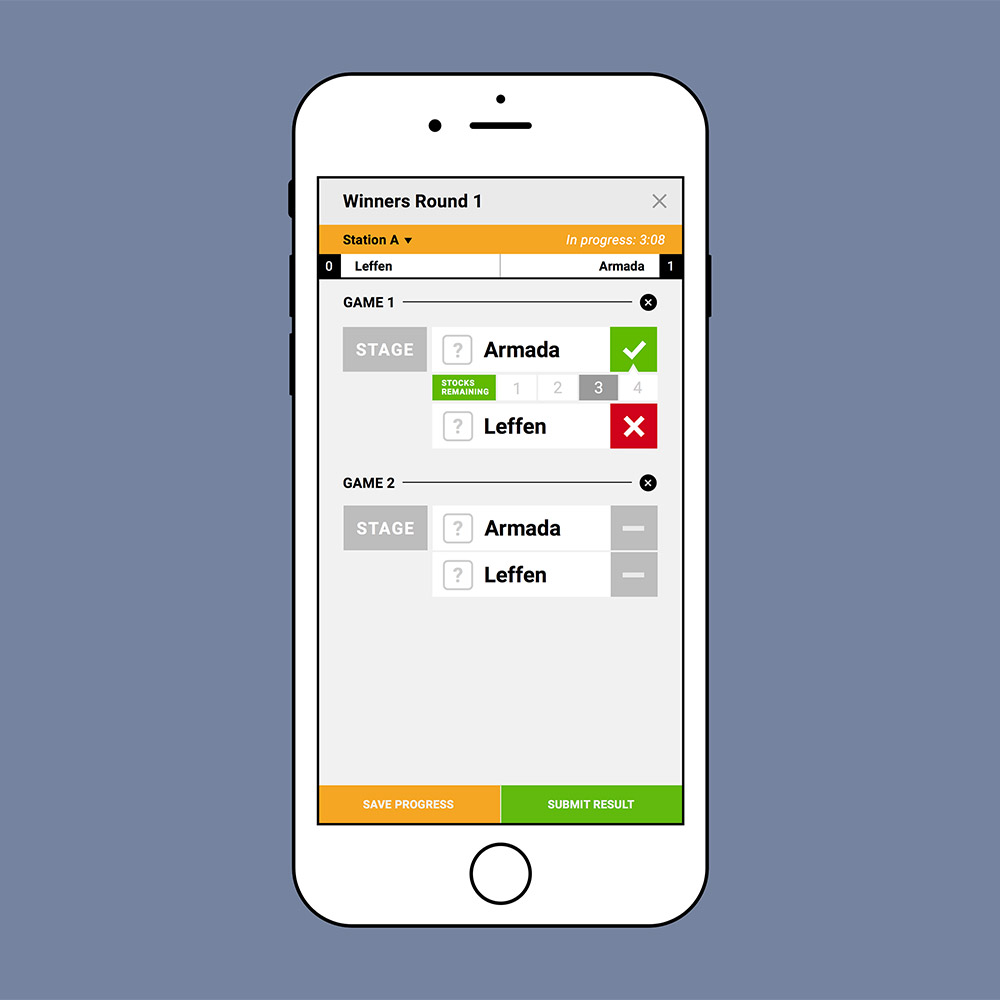 Winners Round 1
Station A In progress: 3:08
0 Leffen Armada 1
GAME 1
STAGE ? Armada
STOCKS
REMAINING 1 2 3 4
? Leffen
GAME 2
STAGE ? Armada
? Leffen
SAVE PROGRESS SUBMIT RESULT